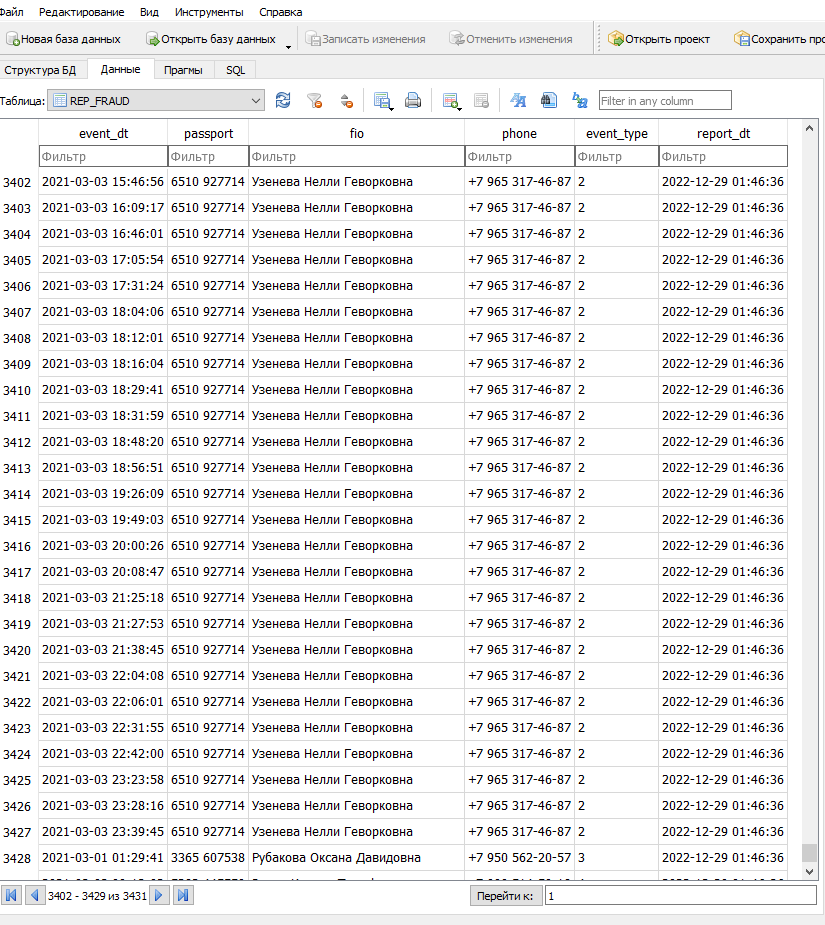 Файл Редактирование Вид Инструменты Справка
Новая база данных Открыть базу данных Записать изменения Отменить изменения Открыть проект Сохранить про
Структура БД Данные Прагмы SQL
Таблица: REP_FRAUD Filter in any column
event_dt passport fio phone event_type report_dt
Фильтр Фильтр Фильтр Фильтр Фильтр Фильтр
3402 2021-03-03 15:46:56 6510 927714 Узенева Нелли Геворковна +7 965 317-46-87 2 2022-12-29 01:46:36
3403 2021-03-03 16:09:17 6510 927714 Узенева Нелли Геворковна +7 965 317-46-87 2 2022-12-29 01:46:36
3404 2021-03-03 16:46:01 6510 927714 Узенева Нелли Геворковна +7 965 317-46-87 2 2022-12-29 01:46:36
3405 2021-03-03 17:05:54 6510 927714 Узенева Нелли Геворковна +7 965 317-46-87 2 2022-12-29 01:46:36
3406 2021-03-03 17:31:24 6510 927714 Узенева Нелли Геворковна +7 965 317-46-87 2 2022-12-29 01:46:36
3407 2021-03-03 18:04:06 6510 927714 Узенева Нелли Геворковна +7 965 317-46-87 2 2022-12-29 01:46:36
3408 2021-03-03 18:12:01 6510 927714 Узенева Нелли Геворковна +7 965 317-46-87 2 2022-12-29 01:46:36
3409 2021-03-03 18:16:04 6510 927714 Узенева Нелли Геворковна +7 965 317-46-87 2 2022-12-29 01:46:36
3410 2021-03-03 18:29:41 6510 927714 Узенева Нелли Геворковна +7 965 317-46-87 2 2022-12-29 01:46:36
3411 2021-03-03 18:31:59 6510 927714 Узенева Нелли Геворковна +7 965 317-46-87 2 2022-12-29 01:46:36
3412 2021-03-03 18:48:20 6510 927714 Узенева Нелли Геворковна +7 965 317-46-87 2 2022-12-29 01:46:36
3413 2021-03-03 18:56:51 6510 927714 Узенева Нелли Геворковна +7 965 317-46-87 2 2022-12-29 01:46:36
3414 2021-03-03 19:26:09 6510 927714 Узенева Нелли Геворковна +7 965 317-46-87 2 2022-12-29 01:46:36
3415 2021-03-03 19:49:03 6510 927714 Узенева Нелли Геворковна +7 965 317-46-87 2 2022-12-29 01:46:36
3416 2021-03-03 20:00:26 6510 927714 Узенева Нелли Геворковна +7 965 317-46-87 2 2022-12-29 01:46:36
3417 2021-03-03 20:08:47 6510 927714 Узенева Нелли Геворковна +7 965 317-46-87 2 2022-12-29 01:46:36
3418 2021-03-03 21:25:18 6510 927714 Узенева Нелли Геворковна +7 965 317-46-87 2 2022-12-29 01:46:36
3419 2021-03-03 21:27:53 6510 927714 Узенева Нелли Геворковна +7 965 317-46-87 2 2022-12-29 01:46:36
3420 2021-03-03 21:38:45 6510 927714 Узенева Нелли Геворковна +7 965 317-46-87 2 2022-12-29 01:46:36
3421 2021-03-03 22:04:08 6510 927714 Узенева Нелли Геворковна +7 965 317-46-87 2 2022-12-29 01:46:36
3422 2021-03-03 22:06:01 6510 927714 Узенева Нелли Геворковна +7 965 317-46-87 2 2022-12-29 01:46:36
3423 2021-03-03 22:31:55 6510 927714 Узенева Нелли Геворковна +7 965 317-46-87 2 2022-12-29 01:46:36
3424 2021-03-03 22:42:00 6510 927714 Узенева Нелли Геворковна +7 965 317-46-87 2 2022-12-29 01:46:36
3425 2021-03-03 23:23:58 6510 927714 Узенева Нелли Геворковна +7 965 317-46-87 2 2022-12-29 01:46:36
3426 2021-03-03 23:28:16 6510 927714 Узенева Нелли Геворковна +7 965 317-46-87 2 2022-12-29 01:46:36
3427 2021-03-03 23:39:45 6510 927714 Узенева Нелли Геворковна +7 965 317-46-87 2 2022-12-29 01:46:36
3428 2021-03-01 01:29:41 3365 607538 Рубакова Оксана Давидовна +7 950 562-20-57 3 2022-12-29 01:46:36
3402 - 3429 из 3431 Перейти к: 1